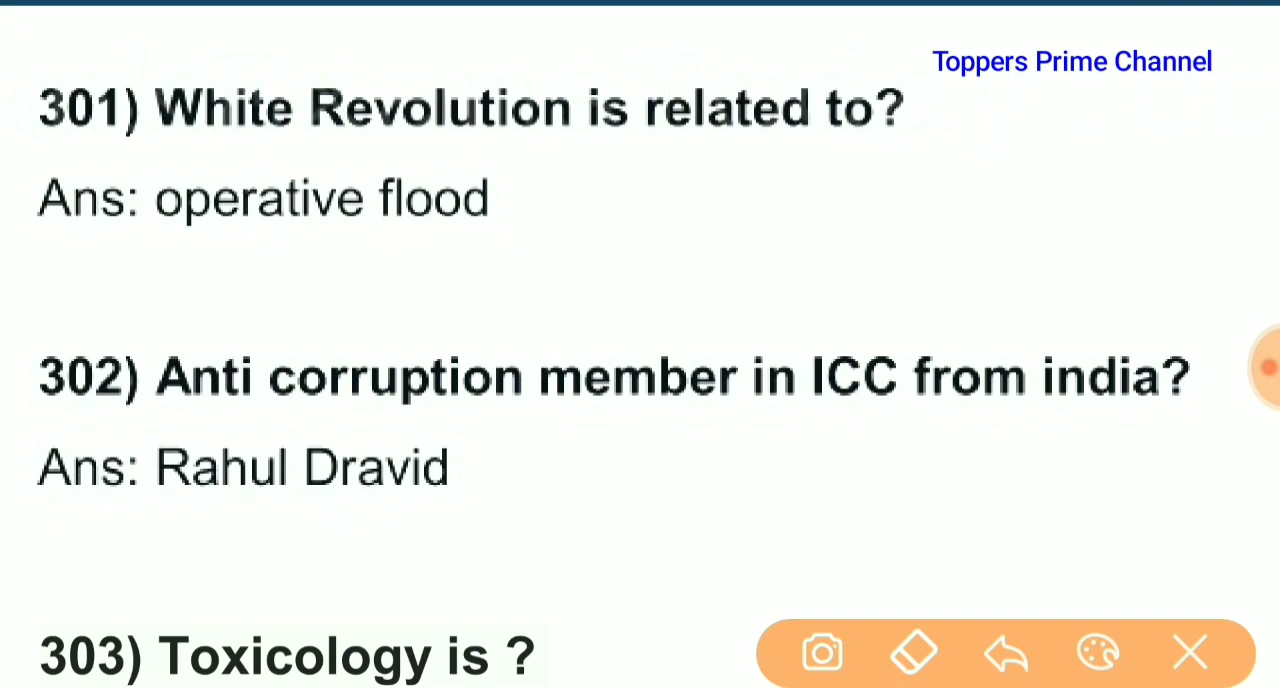 Toppers Prime Channel
301) White Revolution is related to?
Ans: operative flood
302) Anti corruption member in ICC from india?
Ans: Rahul Dravid
303) Toxicology is ?